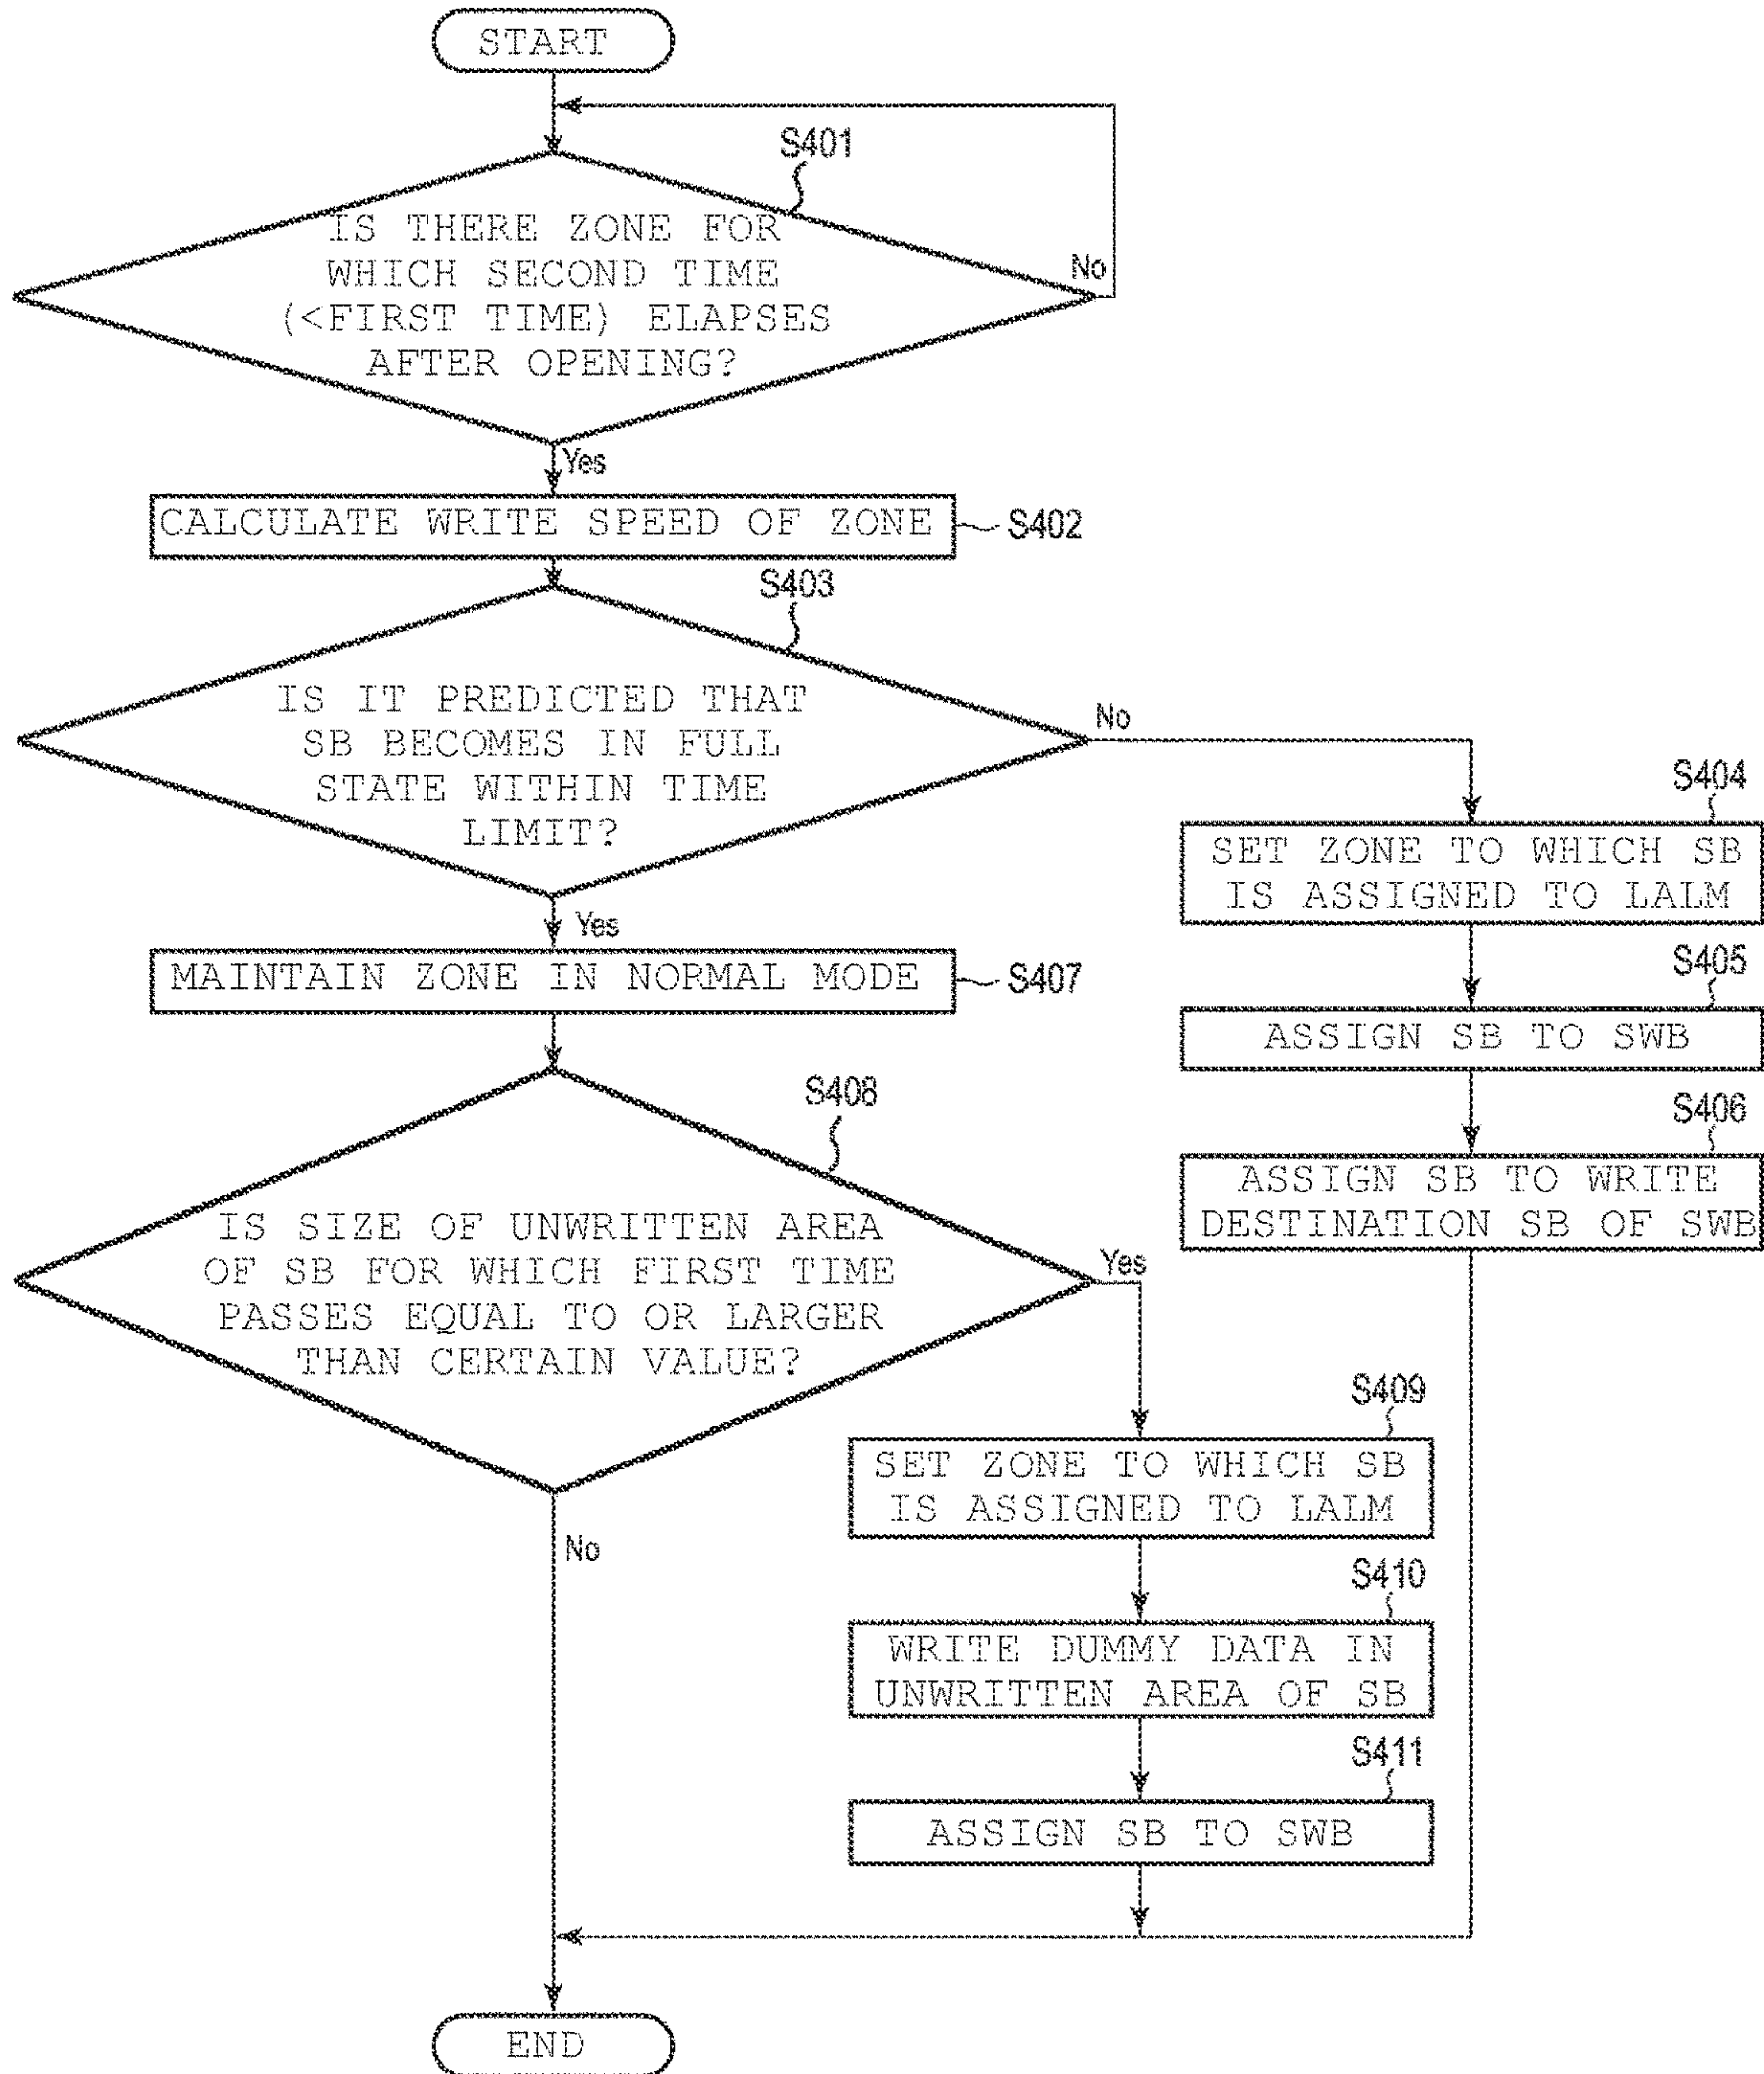 START
S401
IS THERE ZONE FOR
WHICH SECOND TIME
(<FIRST TIME) ELAPSES
AFTER OPENING?
No
Yes
CALCULATE WRITE SPEED OF ZONE
S402
S403
IS IT PREDICTED THAT
SB BECOMES IN FULL
STATE WITHIN TIME
LIMIT?
No
Yes
S404
SET ZONE TO WHICH SB
IS ASSIGNED TO LALM
S405
ASSIGN SB TO SWB
S406
ASSIGN SB TO WRITE
DESTINATION SB OF SWB
MAINTAIN ZONE IN NORMAL MODE
S407
S408
IS SIZE OF UNWRITTEN AREA
OF SB FOR WHICH FIRST TIME
PASSES EQUAL TO OR LARGER
THAN CERTAIN VALUE?
Yes
No
S409
SET ZONE TO WHICH SB
IS ASSIGNED TO LALM
S410
WRITE DUMMY DATA IN
UNWRITTEN AREA OF SB
S411
ASSIGN SB TO SWB
END